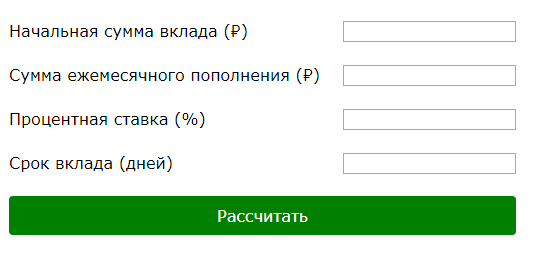 Начальная сумма вклада (₽)
Сумма ежемесячного пополнения (₽)
Процентная ставка (%)
Срок вклада (дней)
Рассчитать